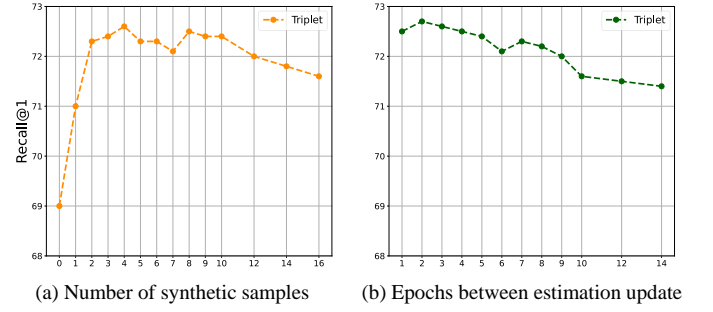 73
72
71
70
69
68
Recall@1
Triplet
0 1 2 3 4 5 6 7 8 9 10 12 14 16
(a) Number of synthetic samples
73
72
71
70
69
68
Triplet
1 2 3 4 5 6 7 8 9 10 12 14
(b) Epochs between estimation update